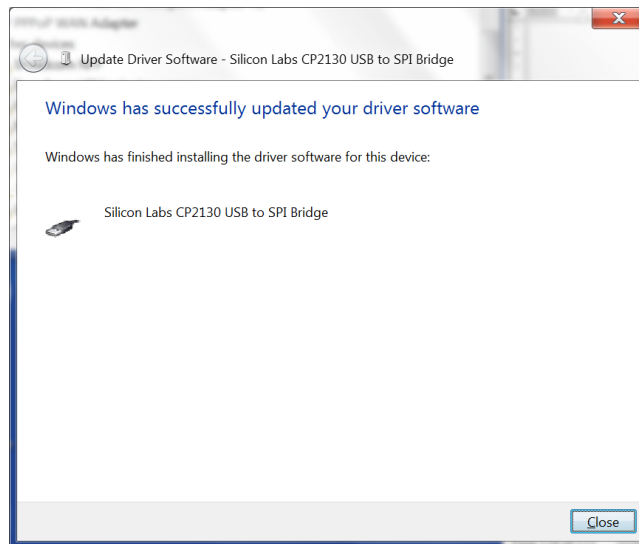 Update Driver Software - Silicon Labs CP2130 USB to SPI Bridge
Windows has successfully updated your driver software
Windows has finished installing the driver software for this device:
Silicon Labs CP2130 USB to SPI Bridge
Close